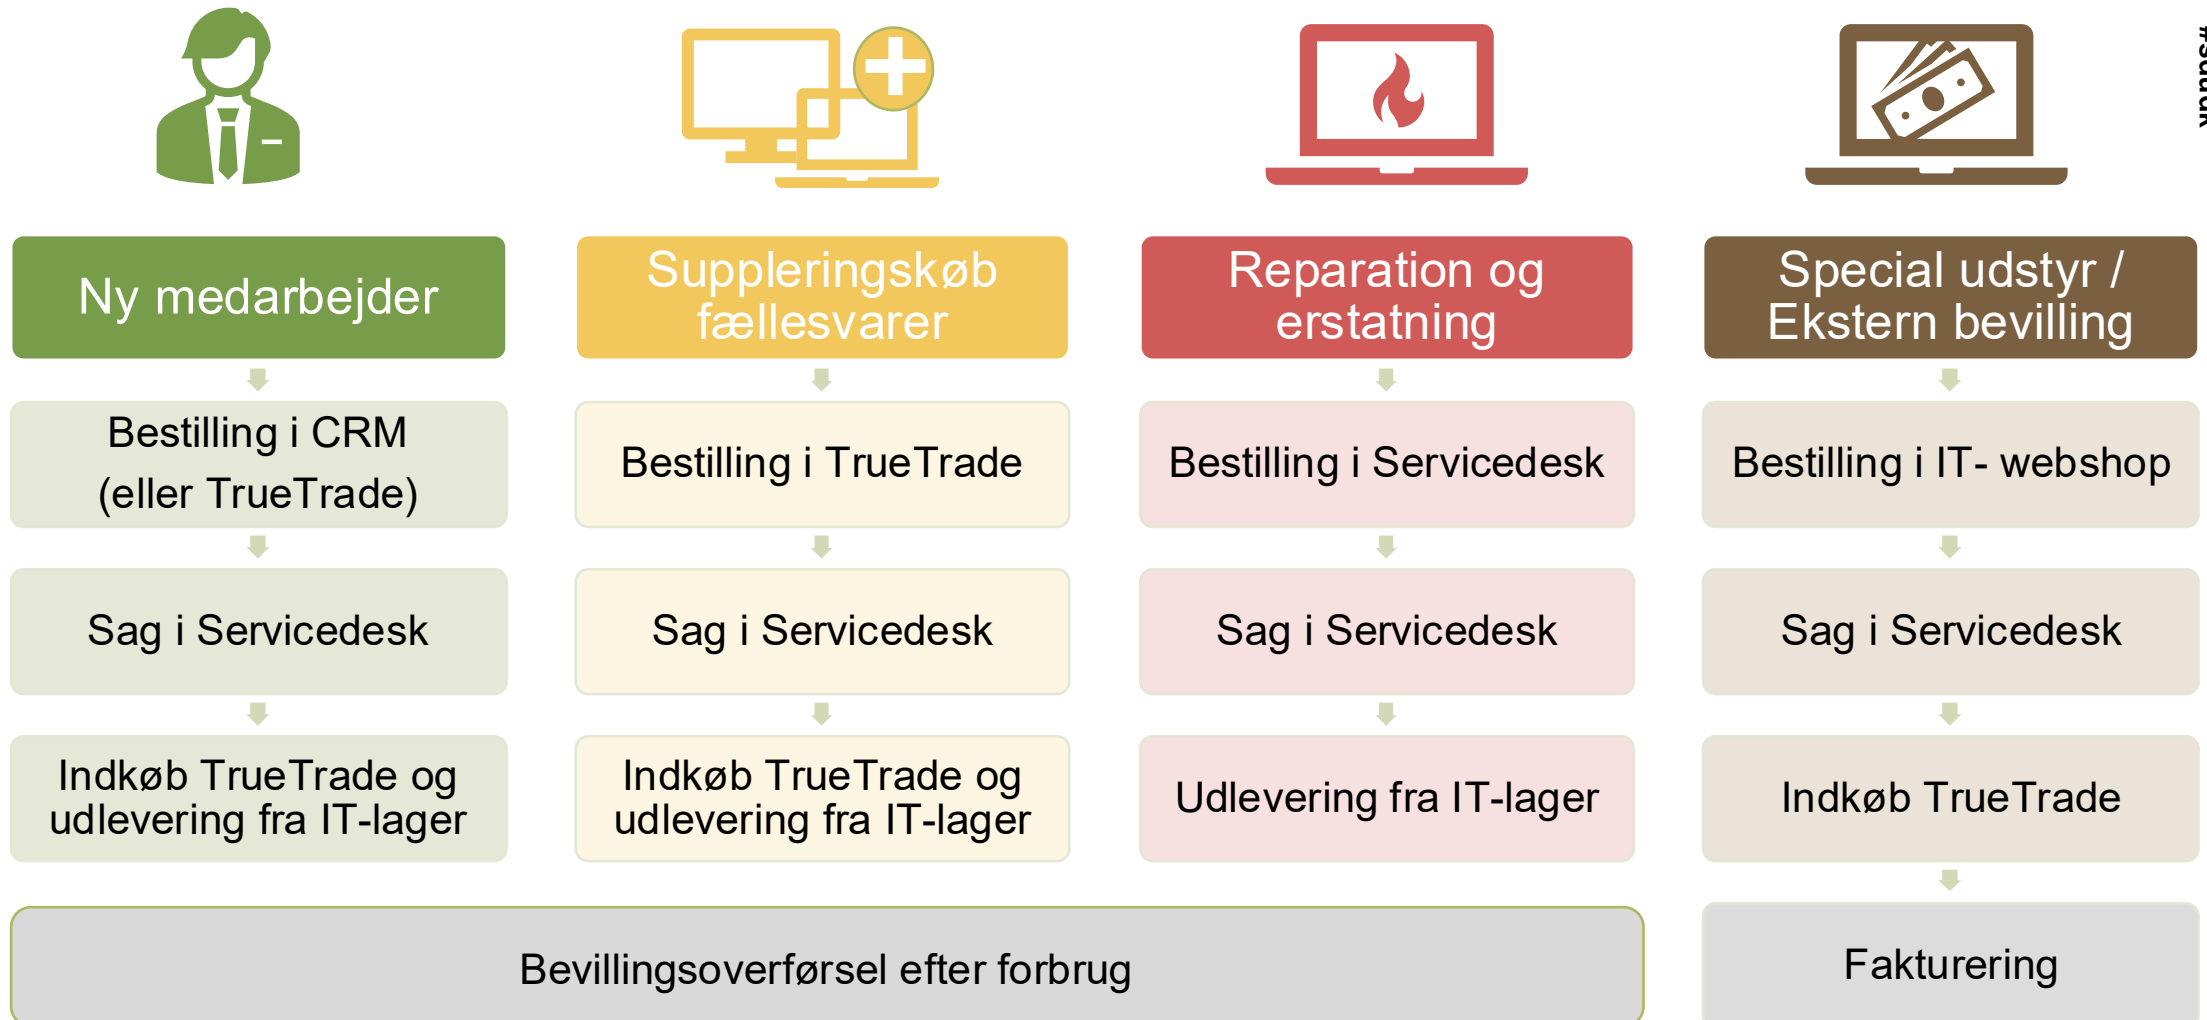 #sdudk
Ny medarbejder
Suppleringskøb
fællesvarer
Reparation og
erstatning
Special udstyr /
Ekstern bevilling
Bestilling i CRM
(eller TrueTrade)
Bestilling i TrueTrade
Bestilling i Servicedesk
Bestilling i IT- webshop
Sag i Servicedesk
Sag i Servicedesk
Sag i Servicedesk
Sag i Servicedesk
Indkøb TrueTrade og
udlevering fra IT-lager
Indkøb TrueTrade og
udlevering fra IT-lager
Udlevering fra IT-lager
Indkøb TrueTrade
Bevillingsoverførsel efter forbrug
Fakturering